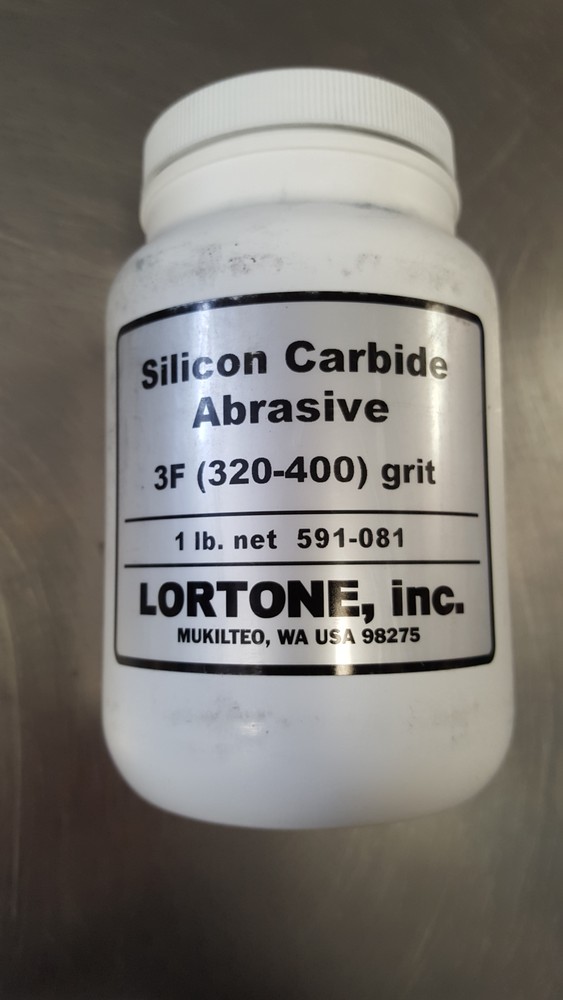 Silicon Carbide
Abrasive
3F (320-400) grit
1 lb. net 591-081
LORTONE, inc.
MUKILTEO, WA USA 98275